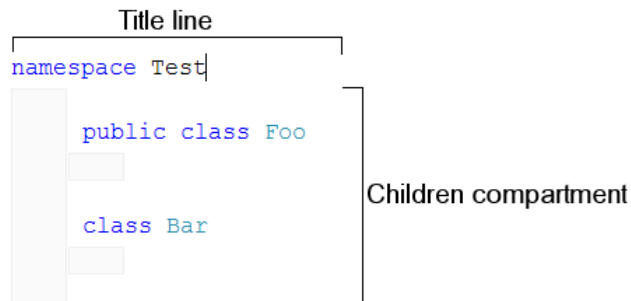 Title line
namespace Test
public class Foo
Children compartment
class Bar